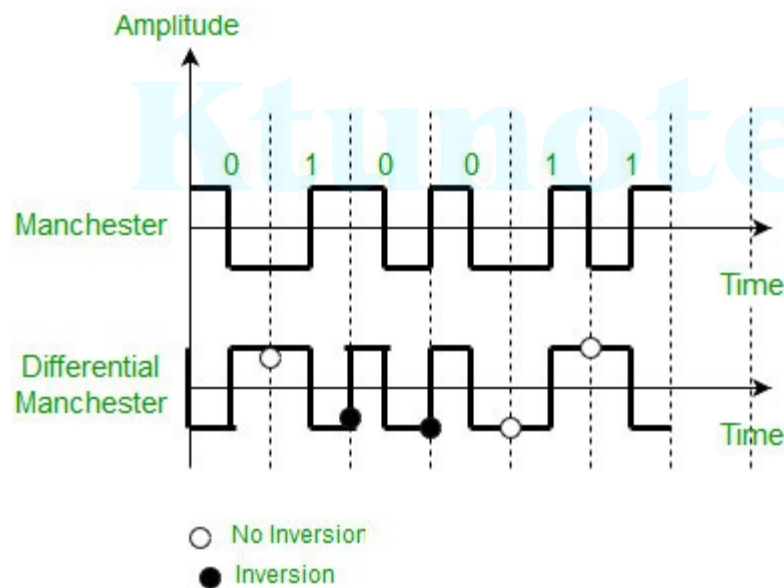 Amplitude
Ktunote
0 1 0 0 1 1
Manchester
Time
Differential
Manchester
Time
No Inversion
Inversion